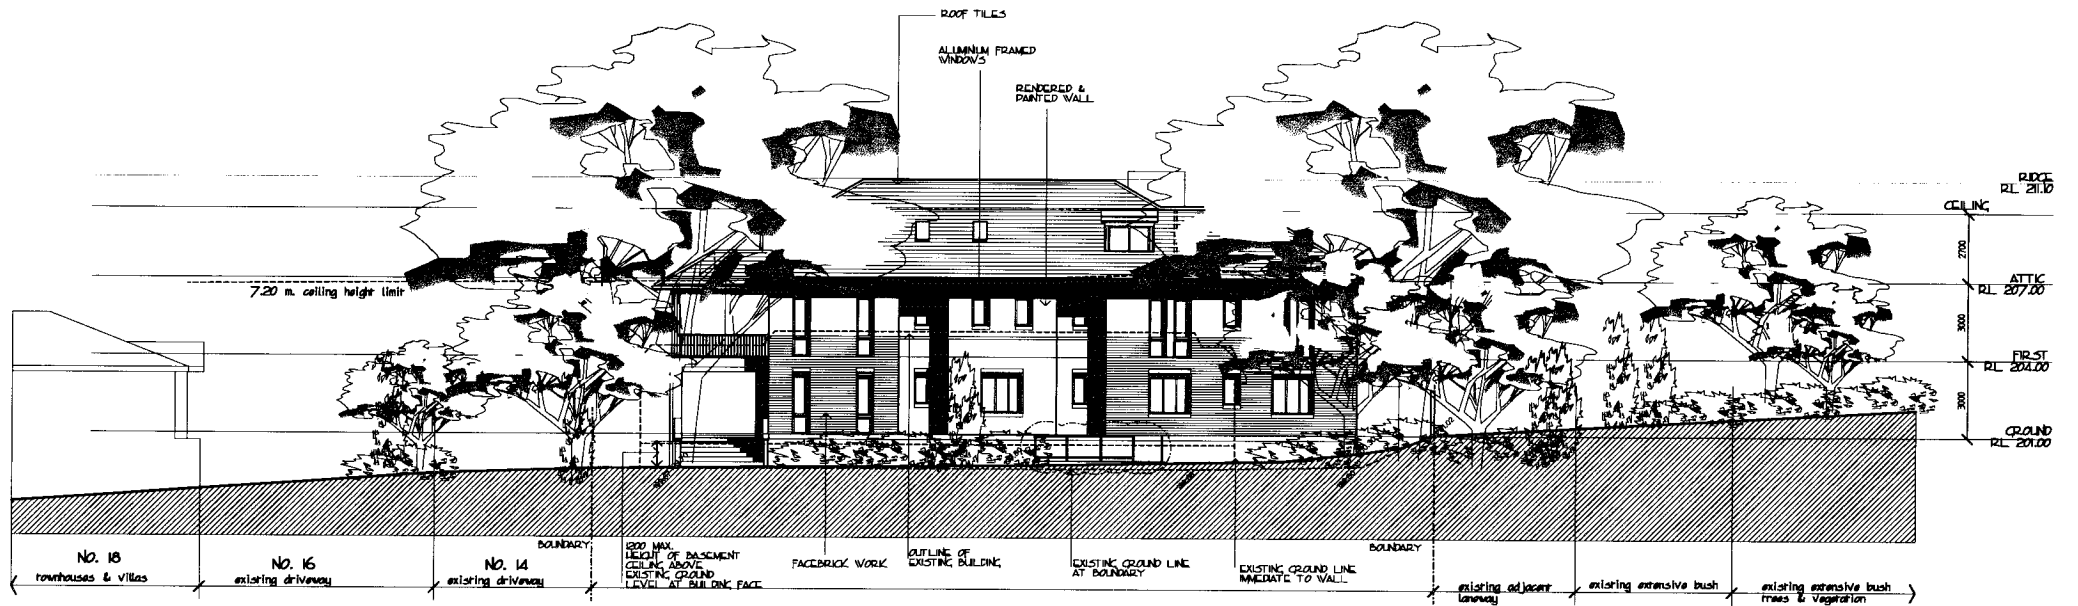 ROOF TILES
ALUMINIUM FRAMED
WINDOWS
RENDERED &
PAINTED WALL
RIDGE
RL 211.10
CEILING
2700
7.20 m. ceiling height limit
ATTIC
RL 207.00
3000
FIRST
RL 204.00
3000
GROUND
RL 201.00
NO. 18
townhouses & villas
NO. 16
existing driveway
NO. 14
existing driveway
BOUNDARY
1200 MAX.
HEIGHT OF BASEMENT
CEILING ABOVE
EXISTING GROUND
LEVEL AT BUILDING FACE
FACEBRICK WORK
OUTLINE OF
EXISTING BUILDING
EXISTING GROUND LINE
AT BOUNDARY
EXISTING GROUND LINE
IMMEDIATE TO WALL
BOUNDARY
existing adjacent
laneway
existing extensive bush
existing extensive bush
trees & vegetation